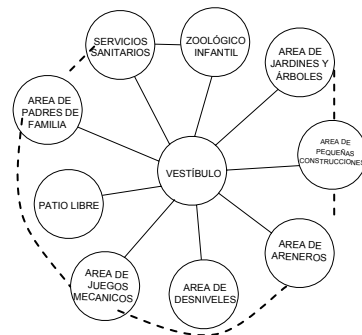 SERVICIOS
SANITARIOS
ZOOLÓGICO
INFANTIL
AREA DE
JARDINES Y
ÁRBOLES
AREA DE
PADRES DE
FAMILIA
AREA DE
PEQUEÑAS
CONSTRUCCIONES
VESTÍBULO
PATIO LIBRE
AREA DE
ARENEROS
AREA DE
JUEGOS
MECANICOS
AREA DE
DESNIVELES